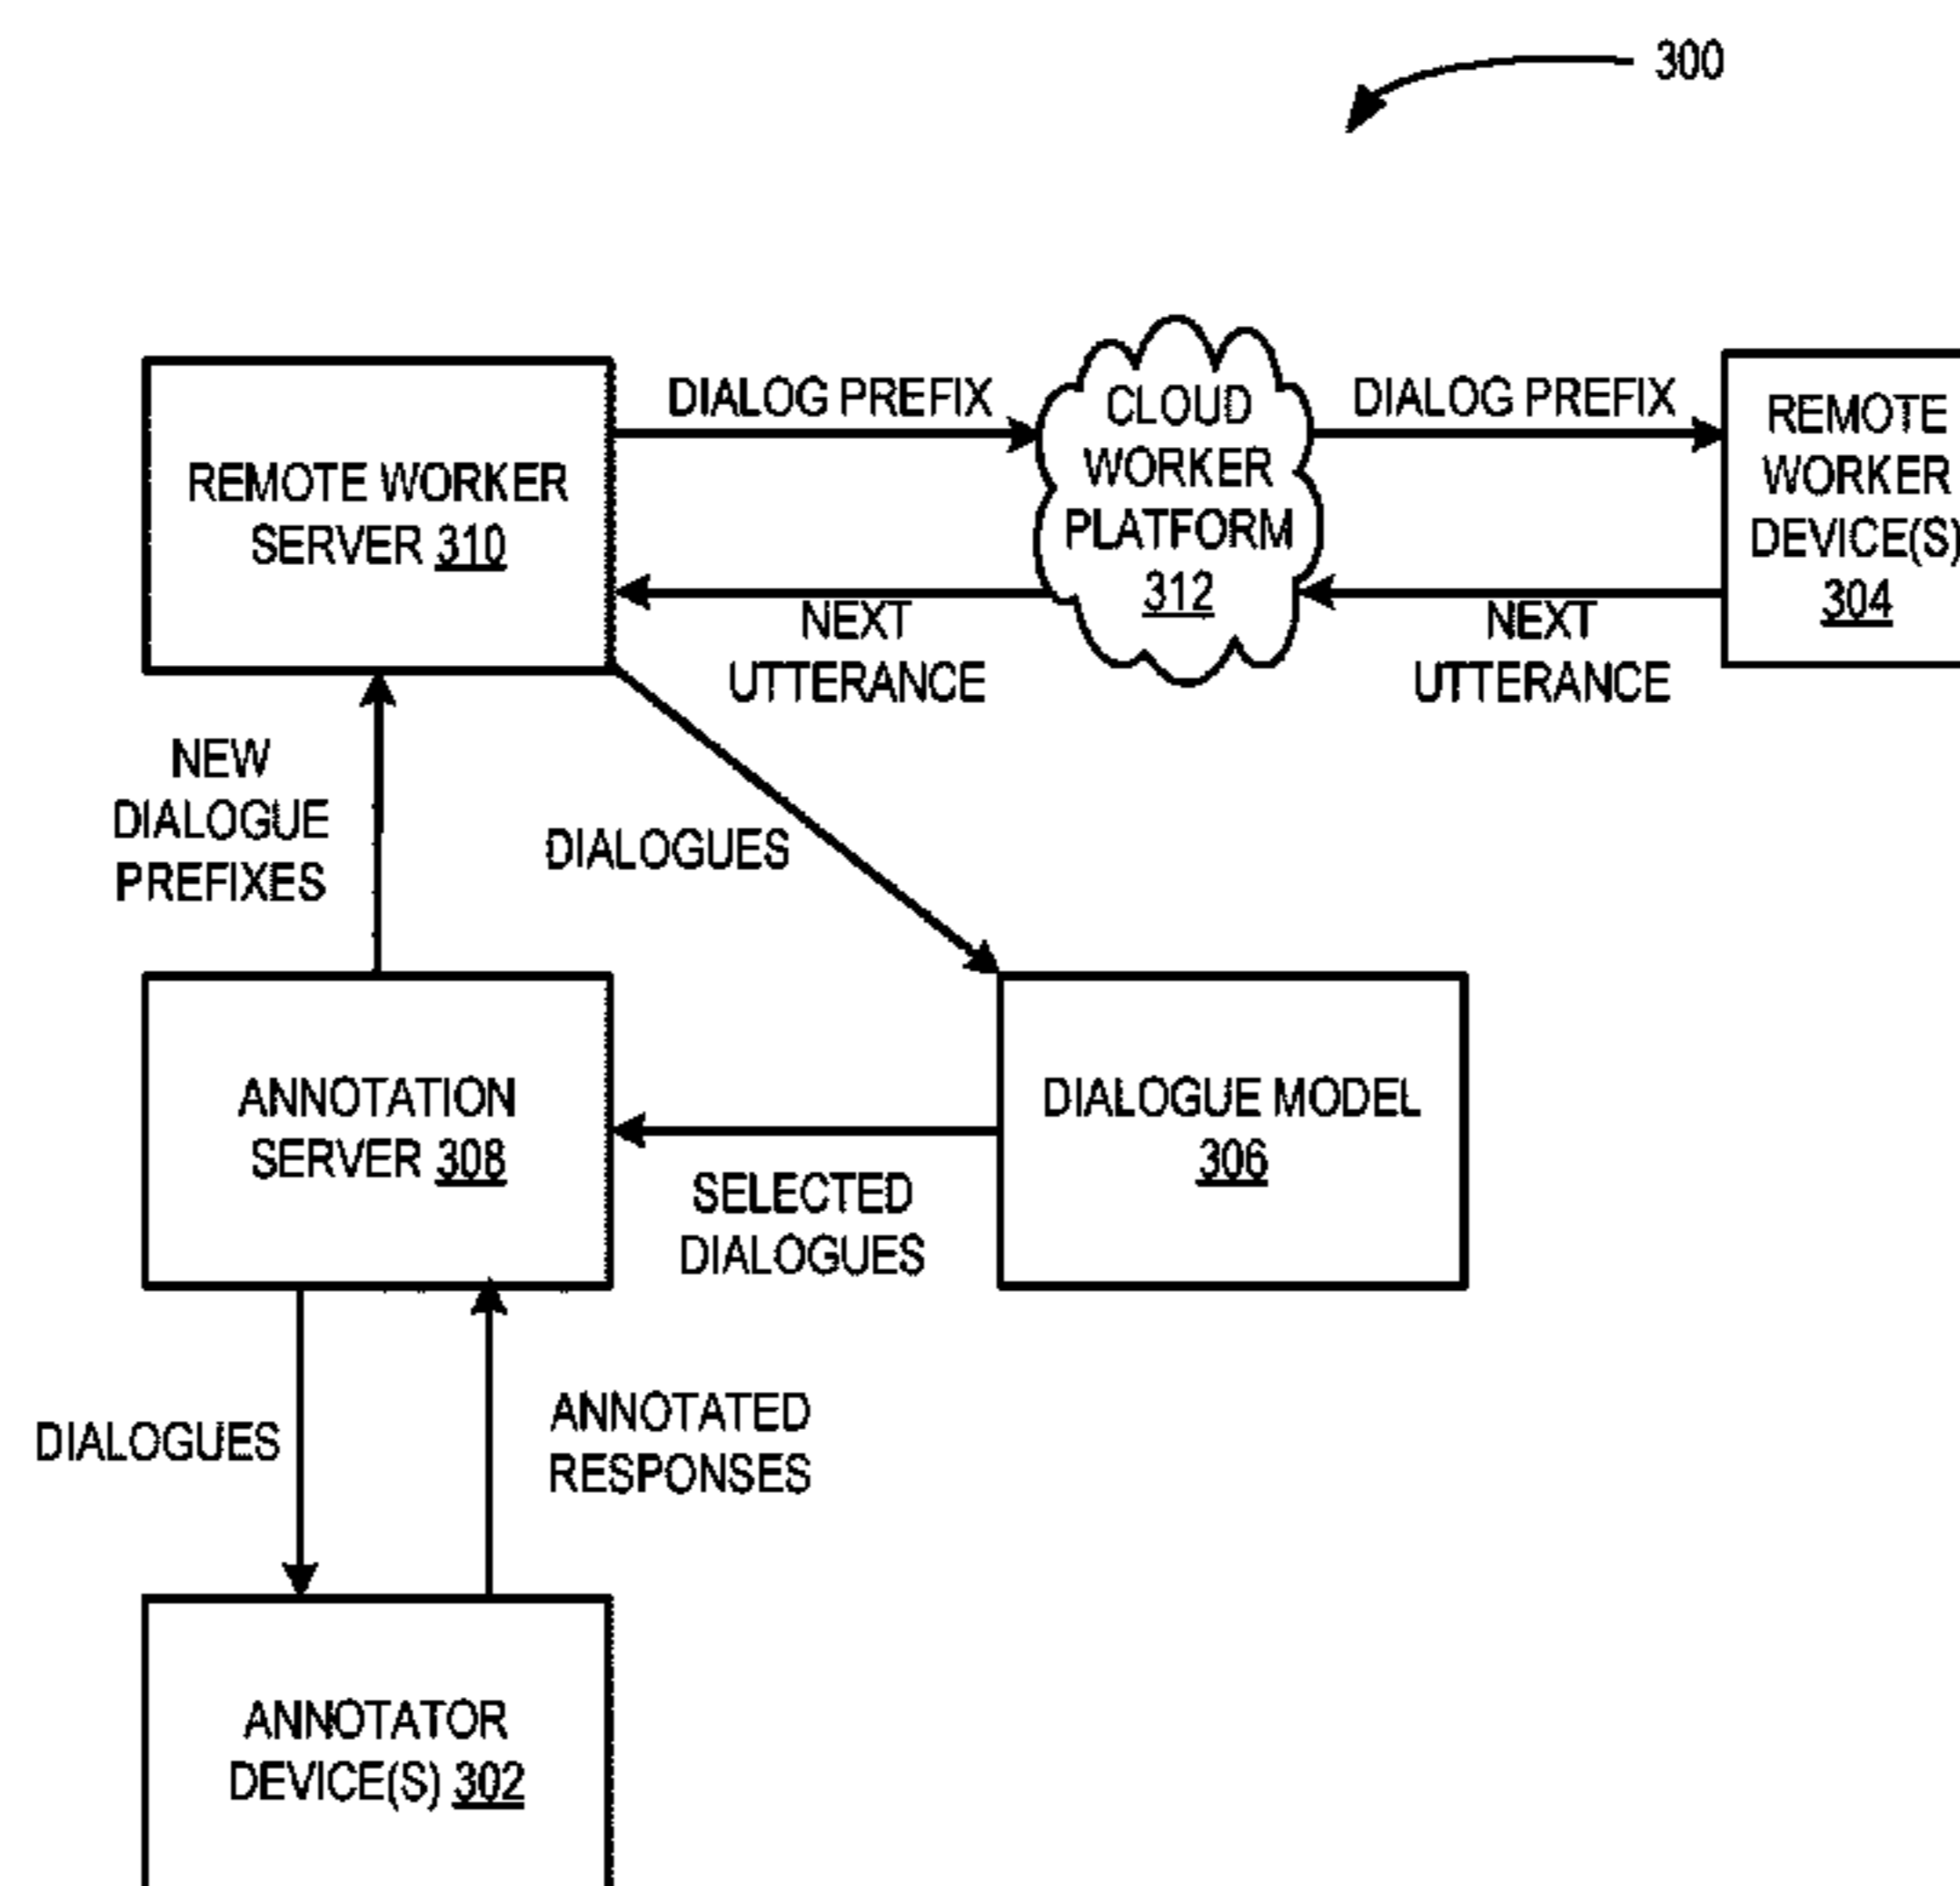 300
REMOTE WORKER
SERVER 310
DIALOG PREFIX
NEXT
UTTERANCE
CLOUD
WORKER
PLATFORM
312
DIALOG PREFIX
NEXT
UTTERANCE
REMOTE
WORKER
DEVICE(S)
304
NEW
DIALOGUE
PREFIXES
DIALOGUES
ANNOTATION
SERVER 308
SELECTED
DIALOGUES
DIALOGUE MODEL
306
DIALOGUES
ANNOTATED
RESPONSES
ANNOTATOR
DEVICE(S) 302